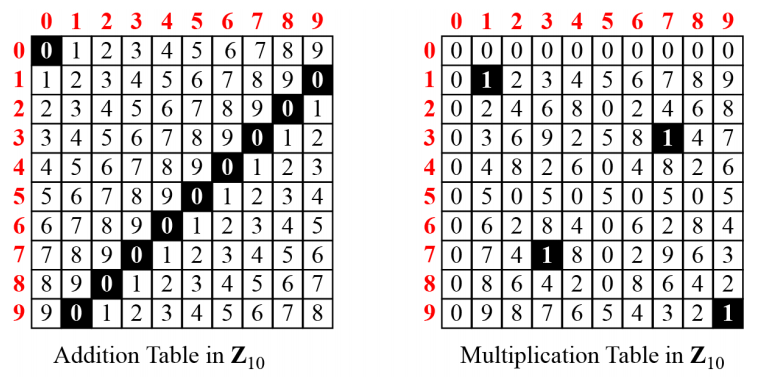 0 1 2 3 4 5 6 7 8 9
0 0 1 2 3 4 5 6 7 8 9
1 1 2 3 4 5 6 7 8 9 0
2 2 3 4 5 6 7 8 9 0 1
3 3 4 5 6 7 8 9 0 1 2
4 4 5 6 7 8 9 0 1 2 3
5 5 6 7 8 9 0 1 2 3 4
6 6 7 8 9 0 1 2 3 4 5
7 7 8 9 0 1 2 3 4 5 6
8 8 9 0 1 2 3 4 5 6 7
9 9 0 1 2 3 4 5 6 7 8
Addition Table in Z10
0 1 2 3 4 5 6 7 8 9
0 0 0 0 0 0 0 0 0 0 0
1 0 1 2 3 4 5 6 7 8 9
2 0 2 4 6 8 0 2 4 6 8
3 0 3 6 9 2 5 8 1 4 7
4 0 4 8 2 6 0 4 8 2 6
5 0 5 0 5 0 5 0 5 0 5
6 0 6 2 8 4 0 6 2 8 4
7 0 7 4 1 8 0 2 9 6 3
8 0 8 6 4 2 0 8 6 4 2
9 0 9 8 7 6 5 4 3 2 1
Multiplication Table in Z10